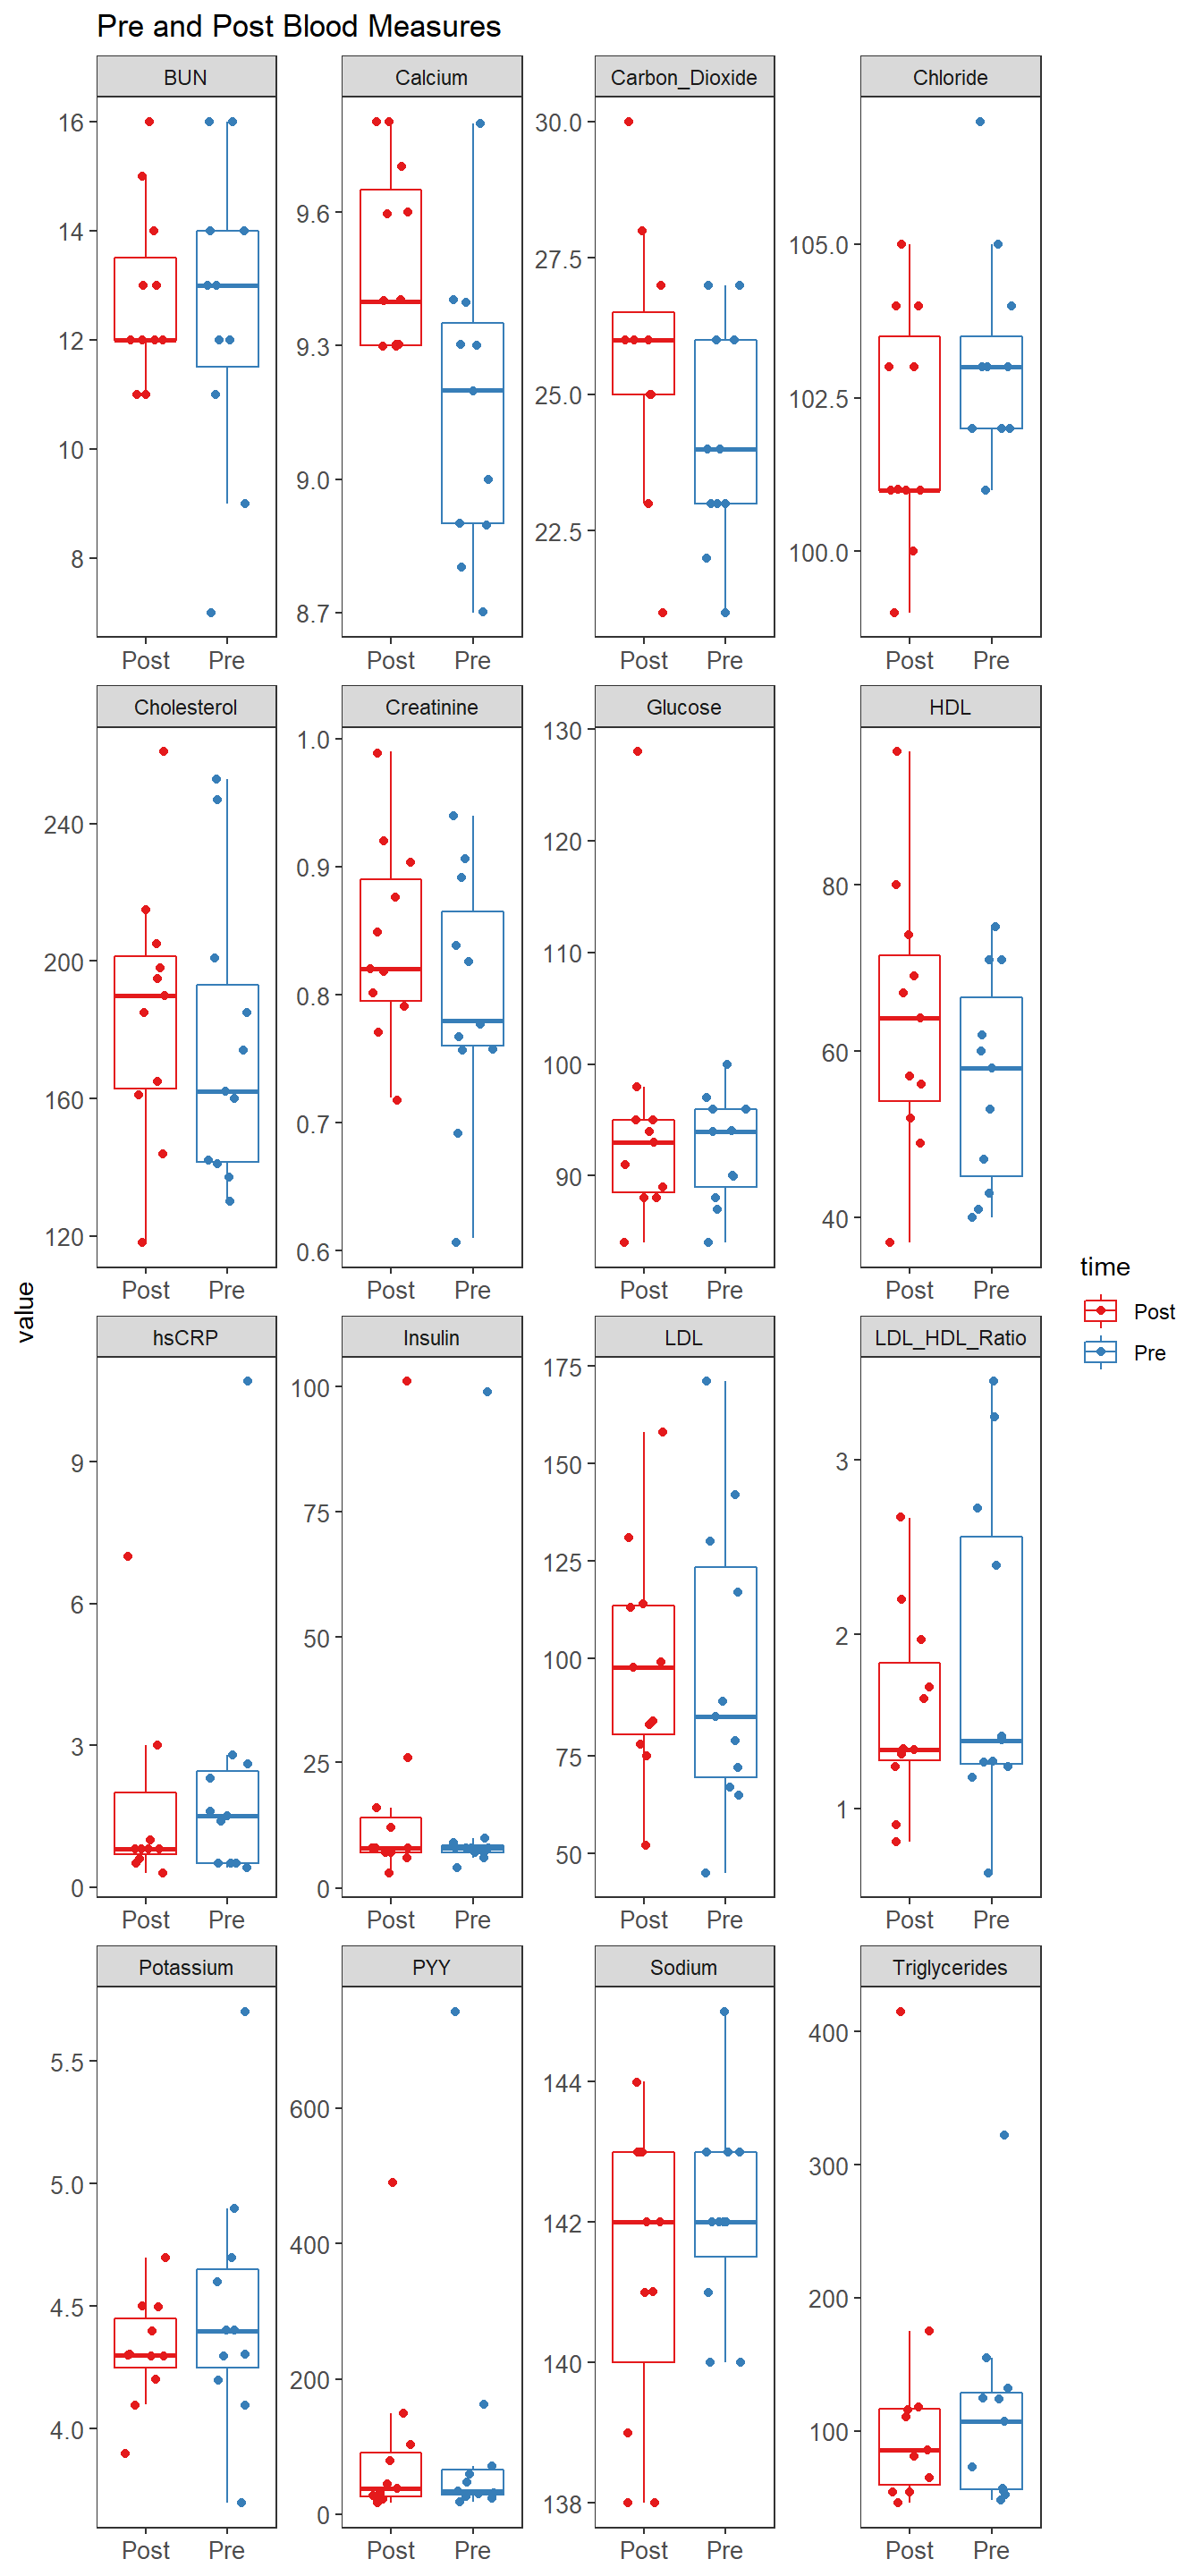 Pre and Post Blood Measures
BUN Calcium Carbon_Dioxide Chloride
16 14 12 10 8
9.6 9.3 9.0 8.7
30.0 27.5 25.0 22.5
105.0 102.5 100.0
Post Pre Post Pre Post Pre Post Pre
Cholesterol Creatinine Glucose HDL
240 200 160 120
1.0 0.9 0.8 0.7 0.6
130 120 110 100 90
80 60 40
Post Pre Post Pre Post Pre Post Pre
value
time
Post
Pre
hsCRP Insulin LDL LDL_HDL_Ratio
9 6 3 0
100 75 50 25 0
175 150 125 100 75 50
3 2 1
Post Pre Post Pre Post Pre Post Pre
Potassium PYY Sodium Triglycerides
5.5 5.0 4.5 4.0
600 400 200 0
144 142 140 138
400 300 200 100
Post Pre Post Pre Post Pre Post Pre